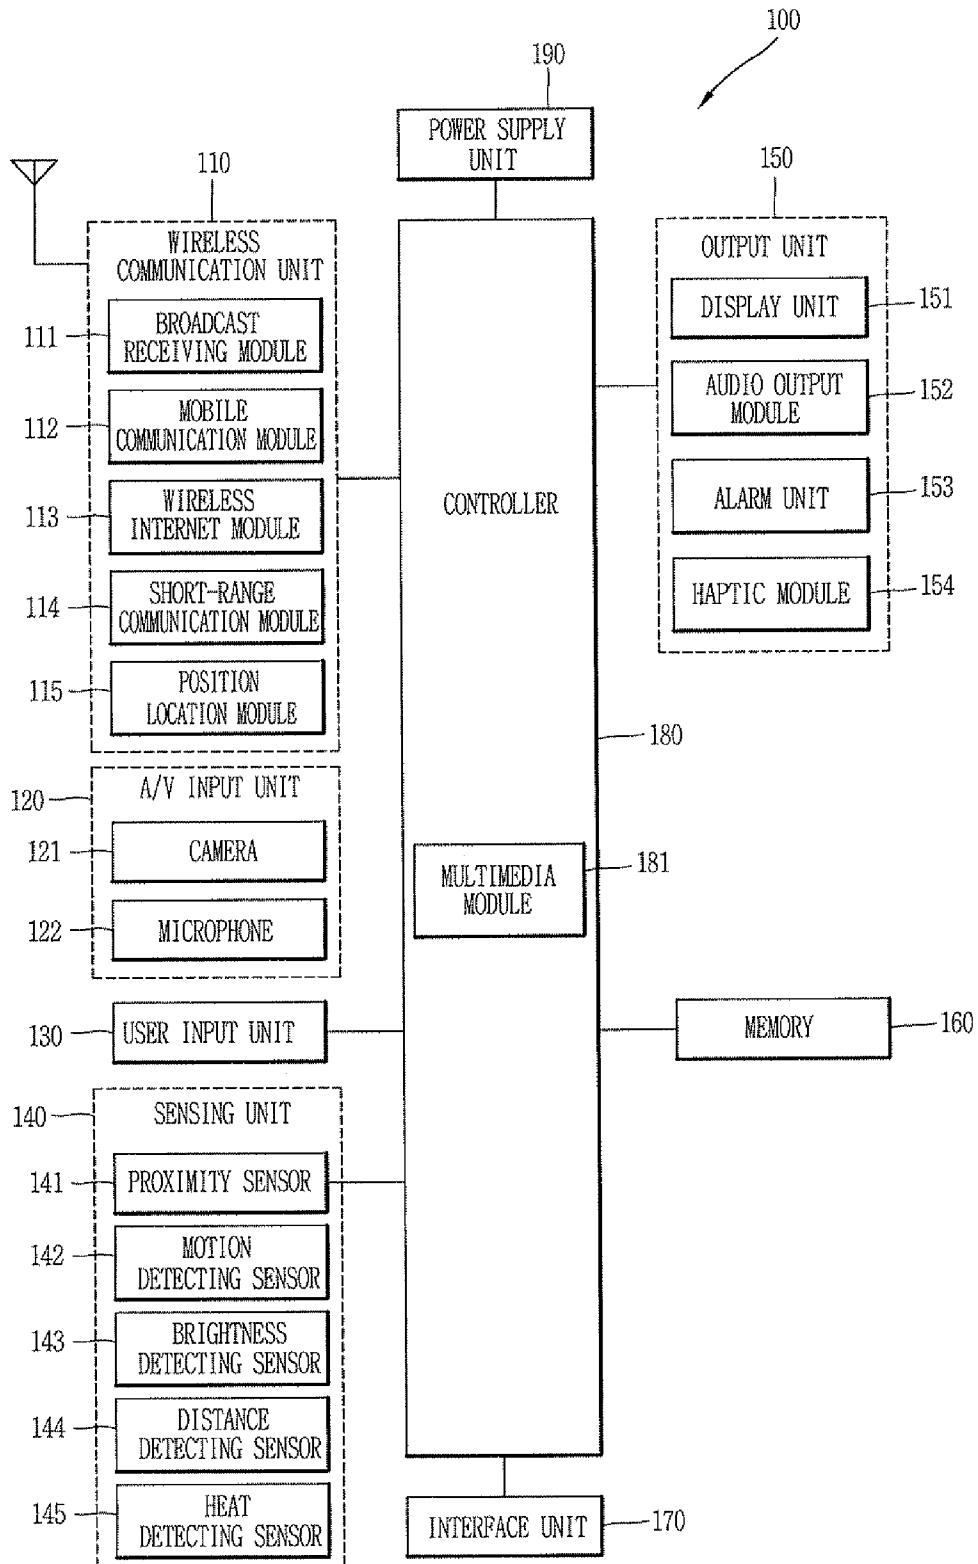 100
190
POWER SUPPLY
UNIT
110
WIRELESS
COMMUNICATION UNIT
111
BROADCAST
RECEIVING MODULE
112
MOBILE
COMMUNICATION MODULE
113
WIRELESS
INTERNET MODULE
114
SHORT-RANGE
COMMUNICATION MODULE
115
POSITION
LOCATION MODULE
120
A/V INPUT UNIT
121
CAMERA
122
MICROPHONE
130
USER INPUT UNIT
140
SENSING UNIT
141
PROXIMITY SENSOR
142
MOTION
DETECTING SENSOR
143
BRIGHTNESS
DETECTING SENSOR
144
DISTANCE
DETECTING SENSOR
145
HEAT
DETECTING SENSOR
CONTROLLER
180
MULTIMEDIA
MODULE
181
150
OUTPUT UNIT
DISPLAY UNIT
151
AUDIO OUTPUT
MODULE
152
ALARM UNIT
153
HAPTIC MODULE
154
MEMORY
160
INTERFACE UNIT
170